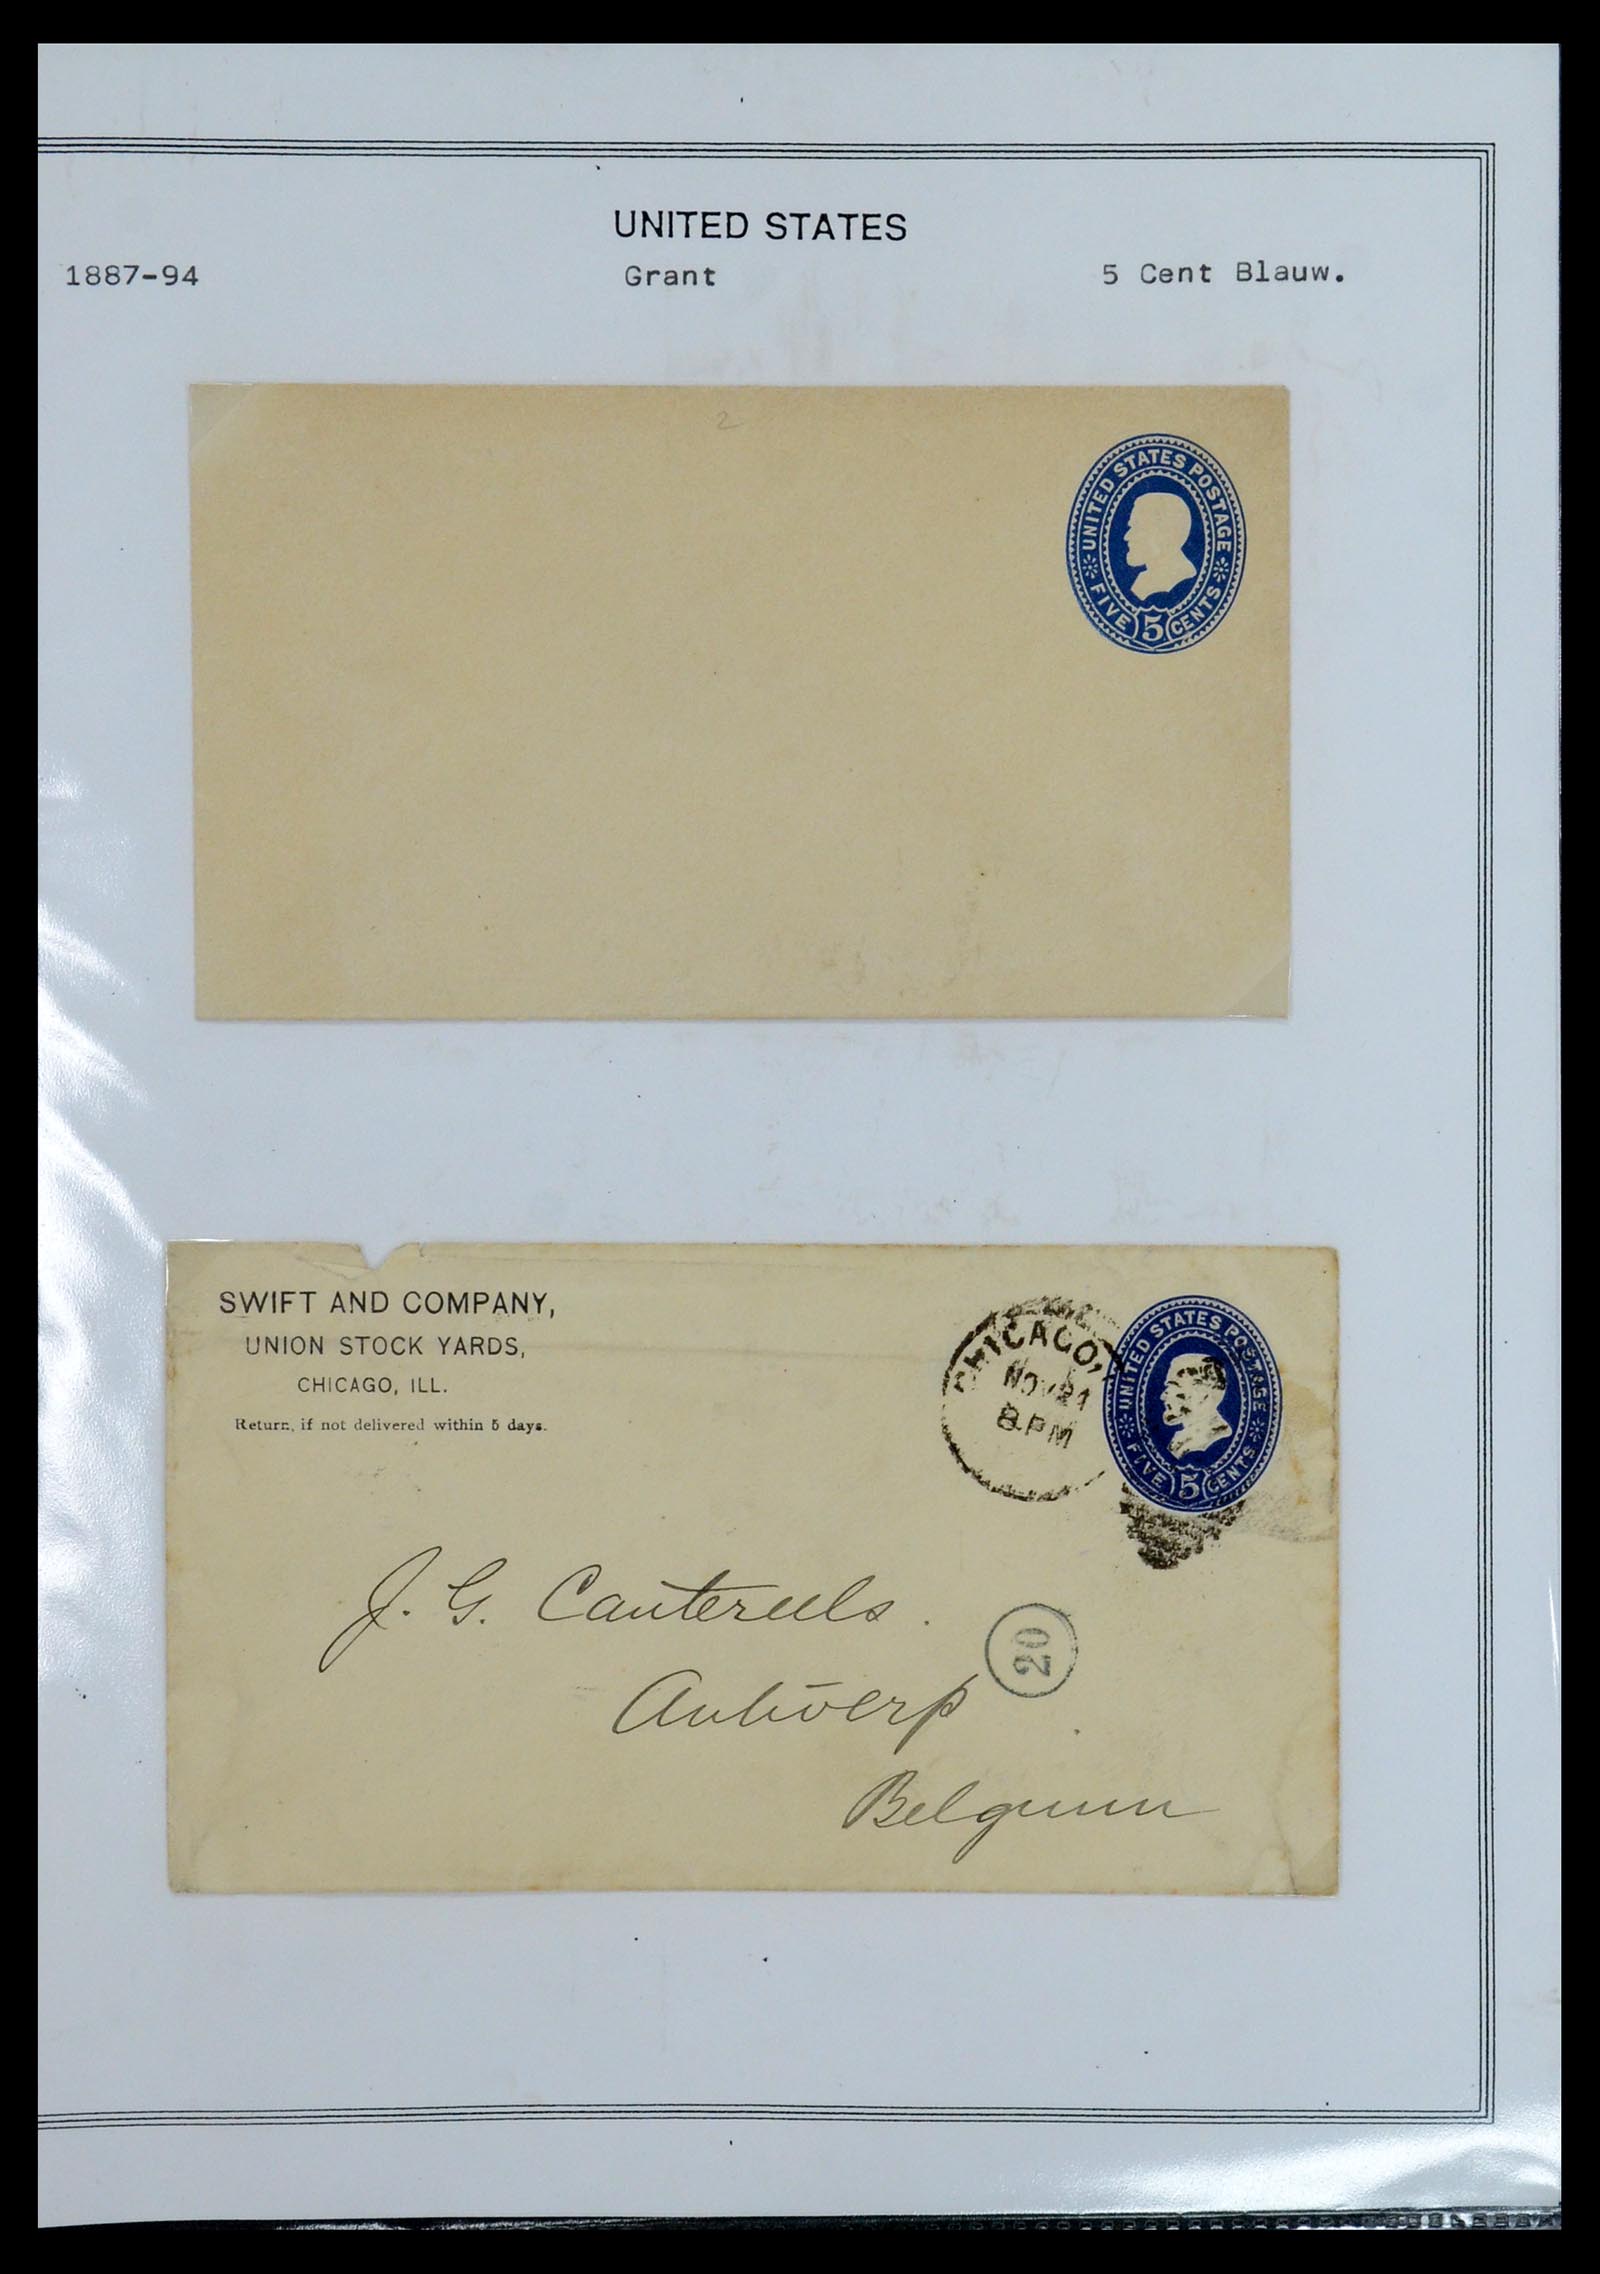 UNITED STATES
1887-94 Grant 5 Cent Blauw.
2
UNITED STATES POSTAGE
FIVE 5 CENTS
SWIFT AND COMPANY,
UNION STOCK YARDS,
CHICAGO, ILL.
Return, if not delivered within 5 days.
CHICAGO,
NOV 21
8 PM
UNITED STATES POSTAGE
FIVE 5 CENTS
J. G. Cautereels.
20
Antwerp
Belgium